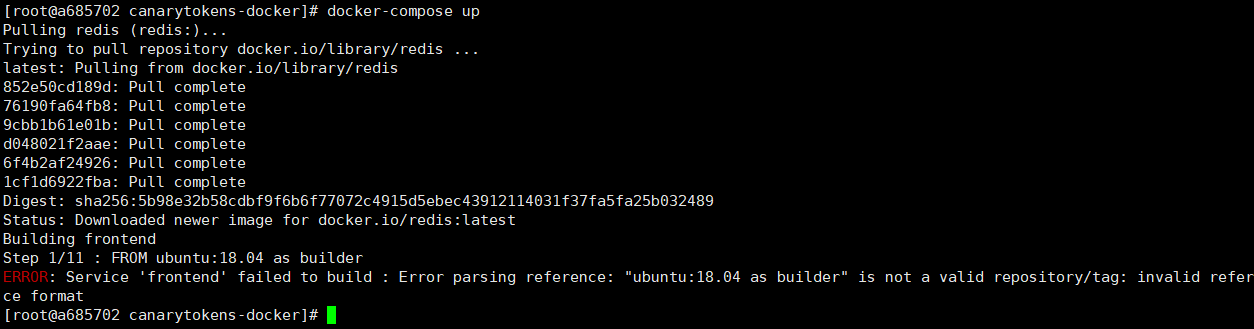 [root@a685702 canarytokens-docker]# docker-compose up
Pulling redis (redis:)...
Trying to pull repository docker.io/library/redis ...
latest: Pulling from docker.io/library/redis
852e50cd189d: Pull complete
76190fa64fb8: Pull complete
9cbb1b61e01b: Pull complete
d048021f2aae: Pull complete
6f4b2af24926: Pull complete
1cf1d6922fba: Pull complete
Digest: sha256:5b98e32b58cdbf9f6b6f77072c4915d5ebec43912114031f37fa5fa25b032489
Status: Downloaded newer image for docker.io/redis:latest
Building frontend
Step 1/11 : FROM ubuntu:18.04 as builder
ERROR: Service 'frontend' failed to build : Error parsing reference: "ubuntu:18.04 as builder" is not a valid repository/tag: invalid refer
ce format
[root@a685702 canarytokens-docker]#